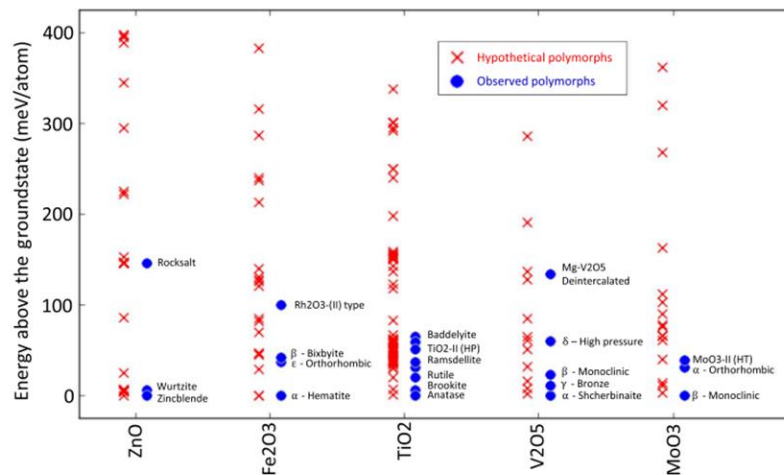 Energy above the groundstate (meV/atom)
400
300
200
100
0
Hypothetical polymorphs
Observed polymorphs
Rocksalt
Wurtzite
Zincblende
Rh2O3-(II) type
β - Bixbyite
ε - Orthorhombic
α - Hematite
Baddelyite
TiO2-II (HP)
Ramsdellite
Rutile
Brookite
Anatase
Mg-V2O5
Deintercalated
δ – High pressure
β - Monoclinic
γ - Bronze
α - Shcherbinaite
MoO3-II (HT)
α - Orthorhombic
β - Monoclinic
ZnO
Fe2O3
TiO2
V2O5
MoO3